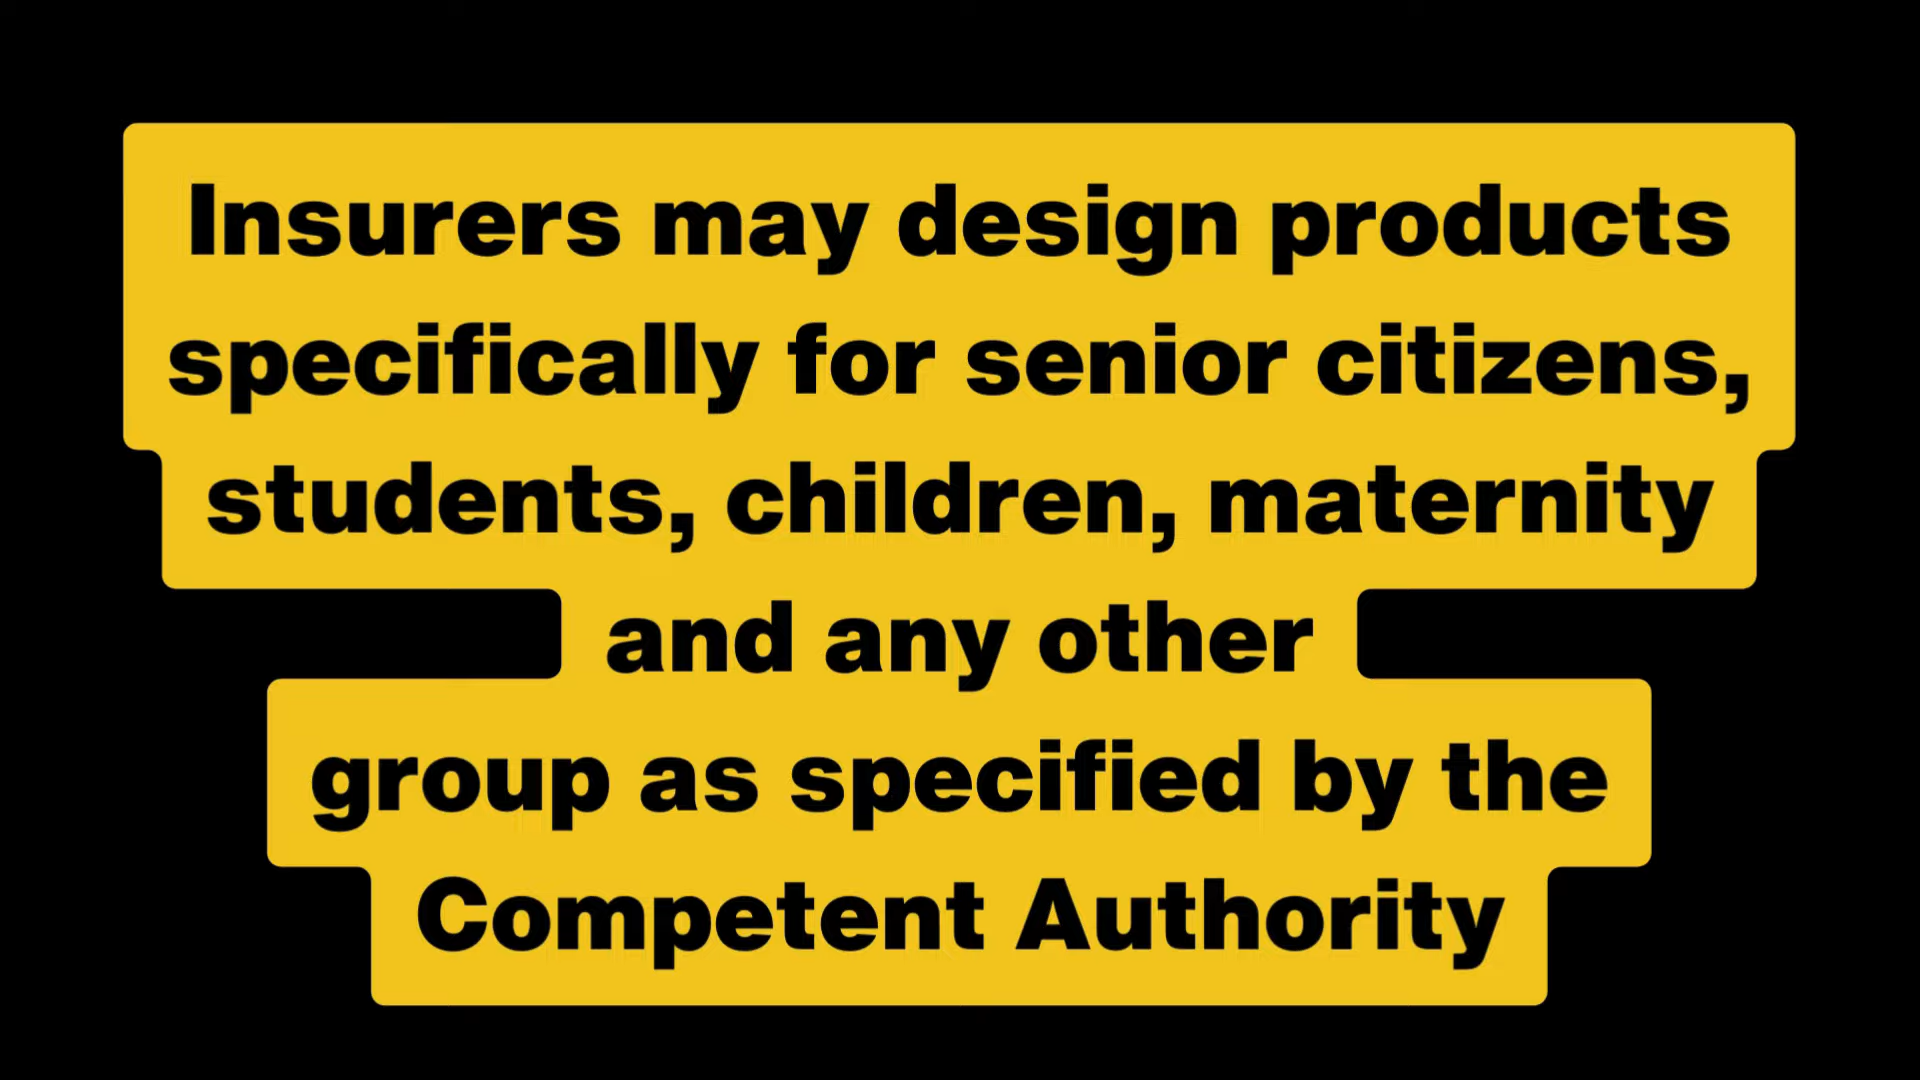 Insurers may design products
specifically for senior citizens,
students, children, maternity
and any other
group as specified by the
Competent Authority